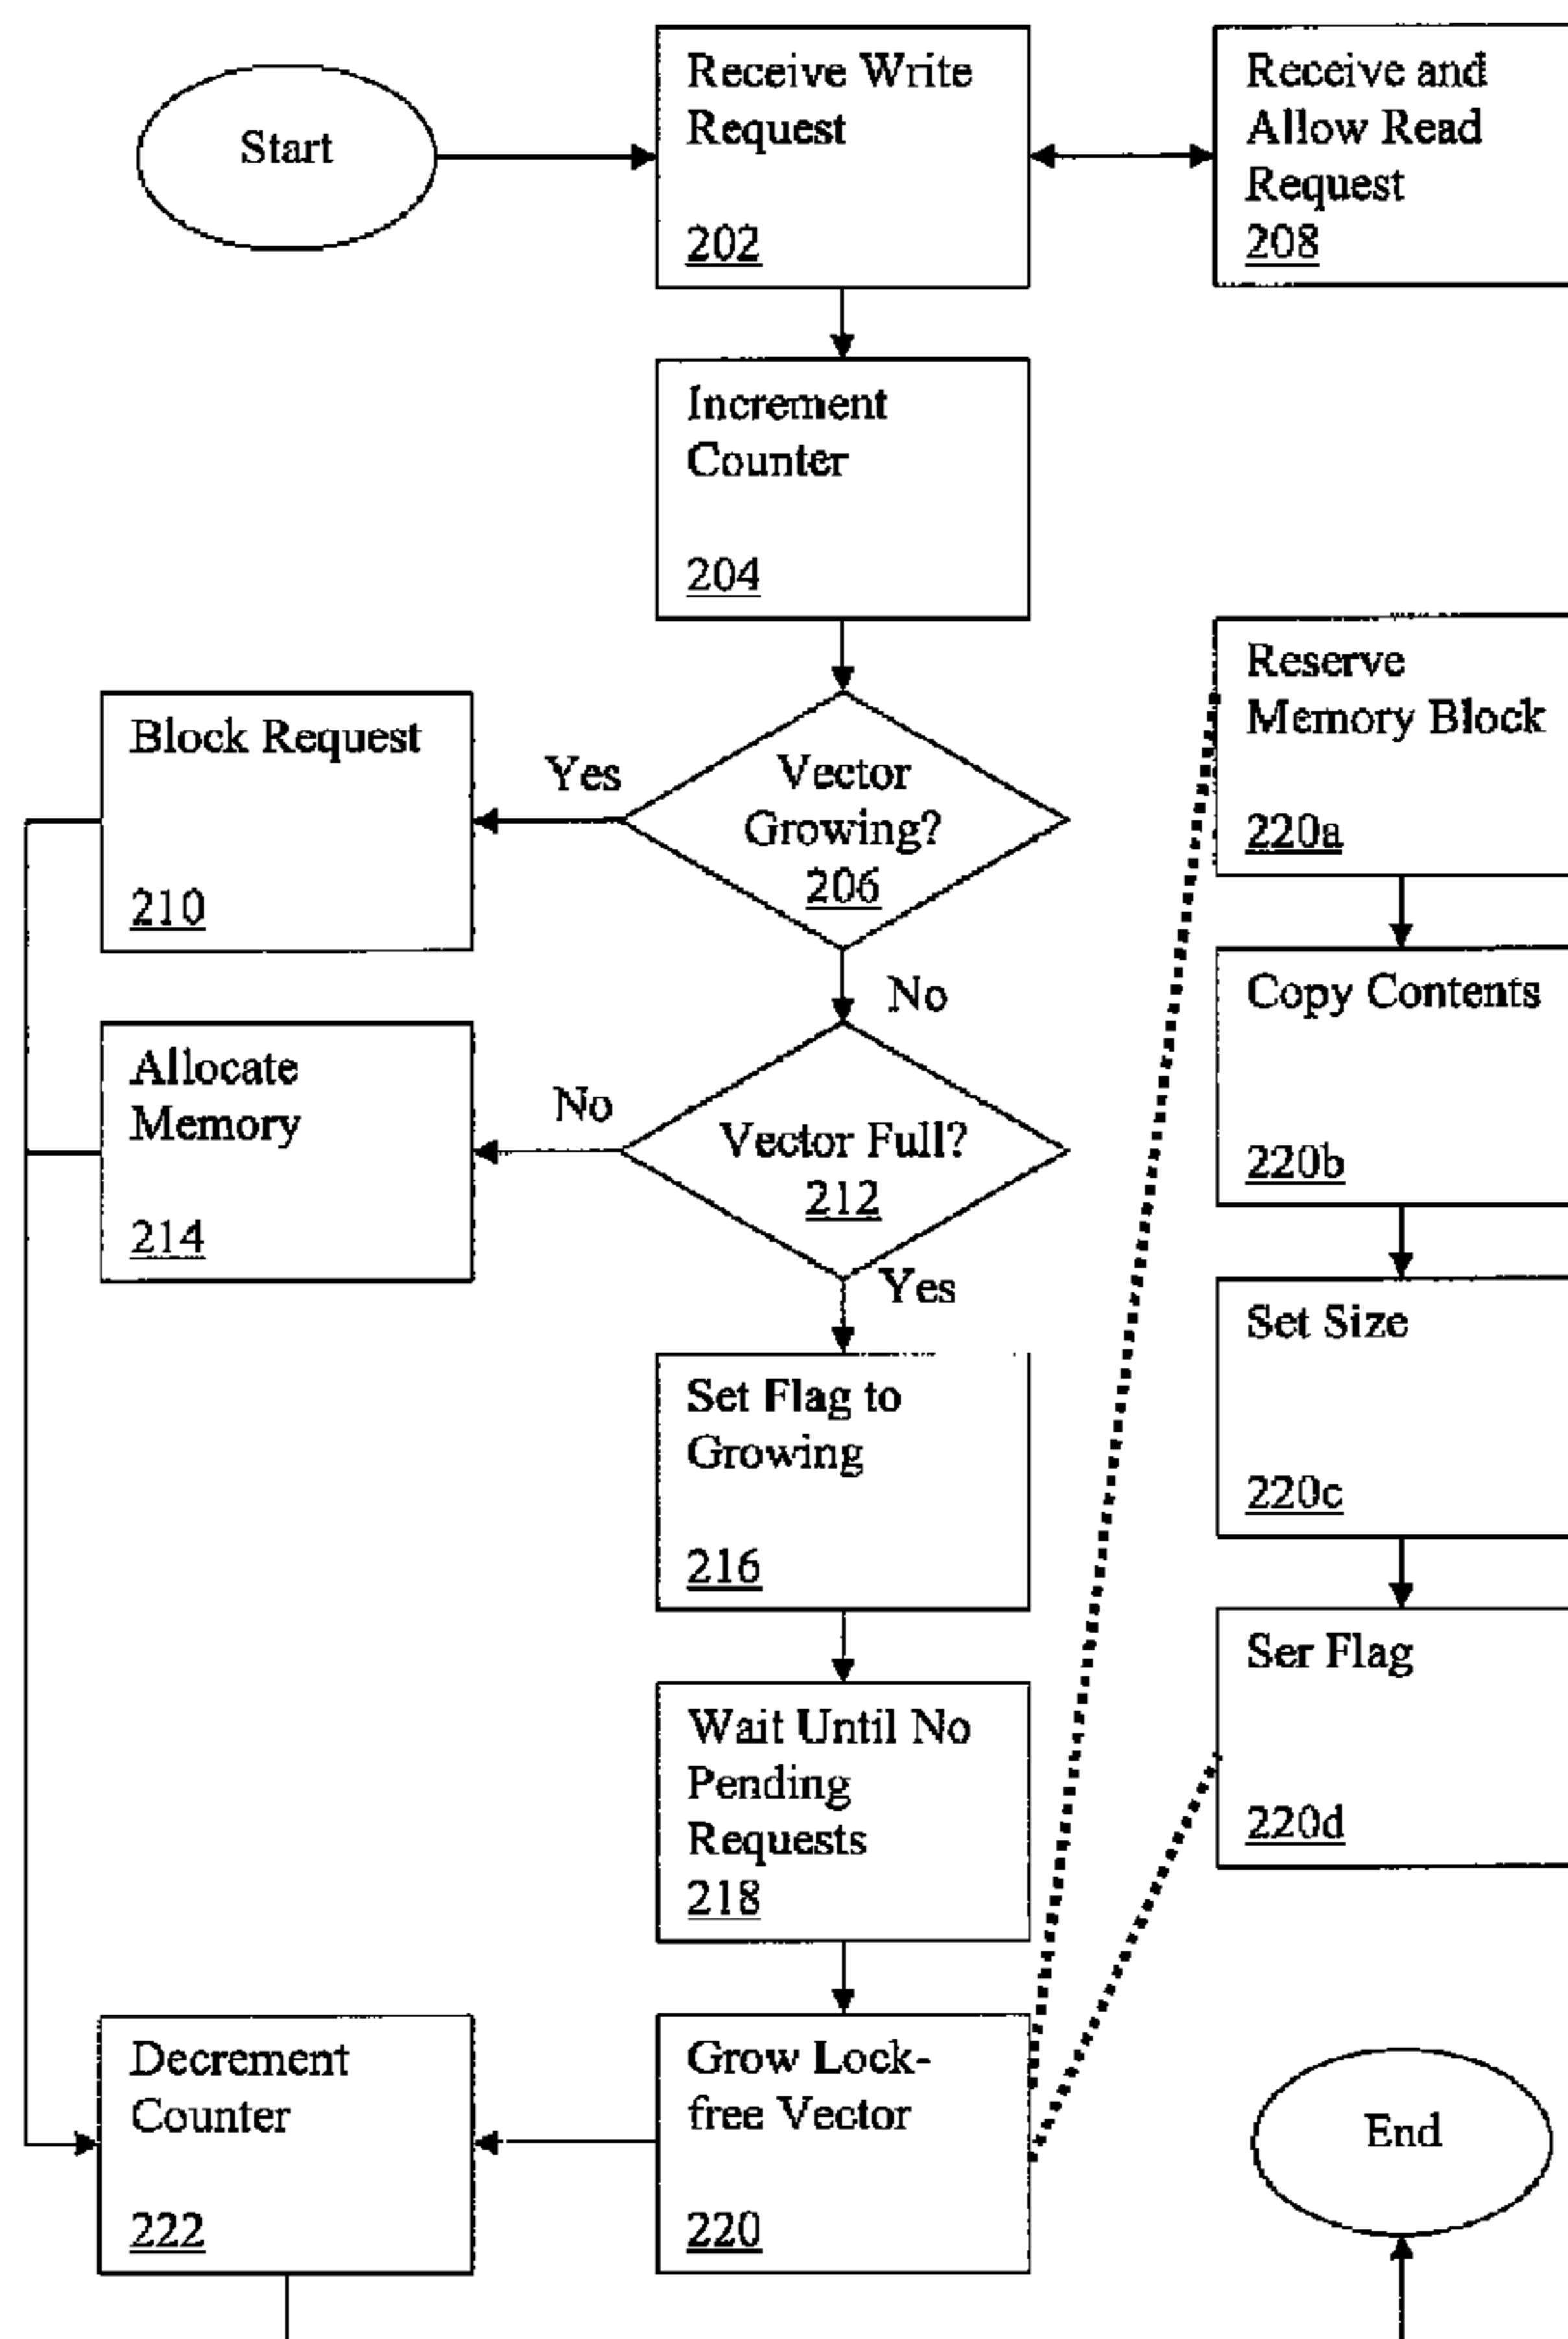 Start
Receive Write
Request
202
Receive and
Allow Read
Request
208
Increment
Counter
204
Vector
Growing?
206
Yes
Block Request
210
No
Vector Full?
212
No
Allocate
Memory
214
Yes
Set Flag to
Growing
216
Wait Until No
Pending
Requests
218
Grow Lock-
free Vector
220
Reserve
Memory Block
220a
Copy Contents
220b
Set Size
220c
Ser Flag
220d
Decrement
Counter
222
End